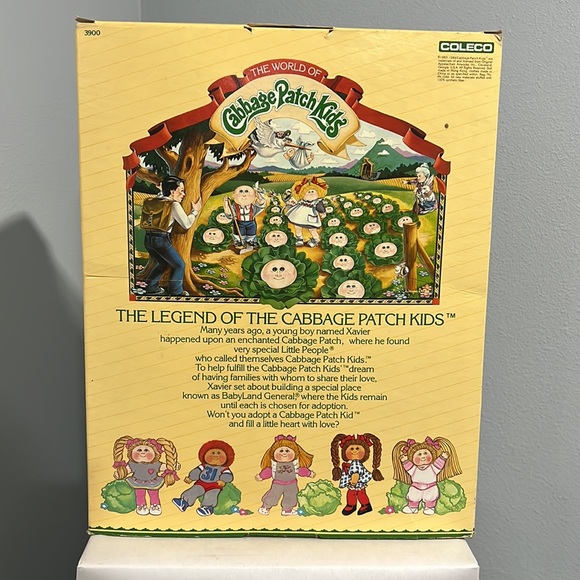 3900
COLECO
THE WORLD OF
Cabbage Patch Kids
THE LEGEND OF THE CABBAGE PATCH KIDS™
Many years ago, a young boy named Xavier
happened upon an enchanted Cabbage Patch, where he found
very special Little People®
who called themselves Cabbage Patch Kids.™
To help fulfill the Cabbage Patch Kids'™ dream
of having families with whom to share their love,
Xavier set about building a special place
known as BabyLand General,® where the Kids remain
until each is chosen for adoption.
Won't you adopt a Cabbage Patch Kid™
and fill a little heart with love?
31